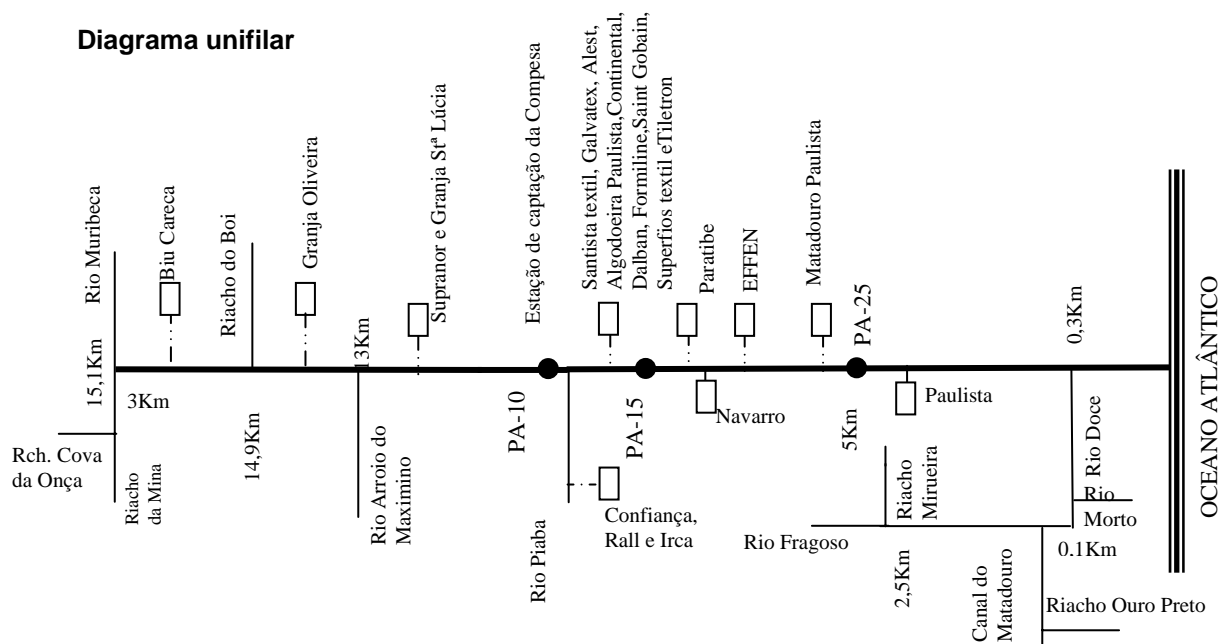 Diagrama unifilar
Rio Muribeca
Biu Careca
Riacho do Boi
Granja Oliveira
13Km
Supranor e Granja Stª Lúcia
Estação de captação da Compesa
Santista textil, Galvatex, Alest,
Algodoeira Paulista,Continental,
Dalban, Formiline,Saint Gobain,
Superfios textil eTiletron
Paratibe
EFFEN
Matadouro Paulista
PA-25
0,3Km
OCEANO ATLÂNTICO
15,1Km
3Km
14,9Km
Rch. Cova
da Onça
Riacho
da Mina
Rio Arroio do
Maximino
PA-10
Rio Piaba
PA-15
Confiança,
Rall e Irca
Navarro
5Km
Paulista
Rio Fragoso
Riacho
Mirueira
2,5Km
Rio Doce
Rio
Morto
0.1Km
Canal do
Matadouro
Riacho Ouro Preto